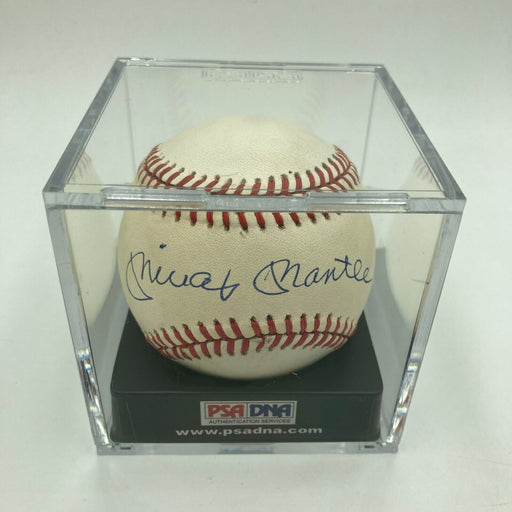 Mickey Mantle
PSA DNA
AUTHENTICATION SERVICES
www.psadna.com